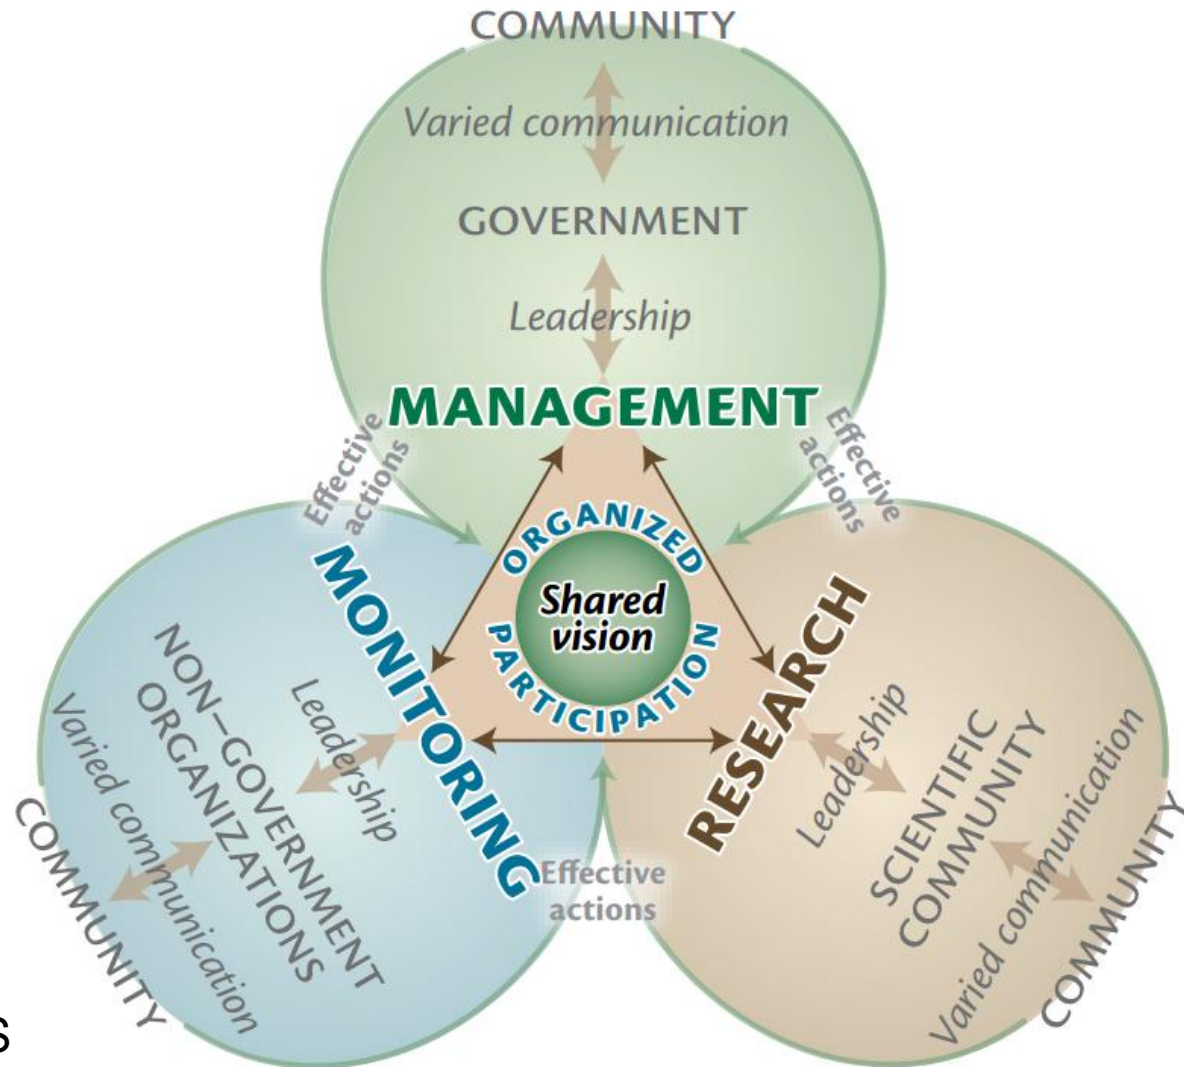 COMMUNITY
Varied communication
GOVERNMENT
Leadership
MANAGEMENT
Effective
actions
Effective
actions
ORGANIZED
Shared
vision
PARTICIPATION
MONITORING
Leadership
NON–GOVERNMENT
ORGANIZATIONS
Varied communication
COMMUNITY
RESEARCH
Leadership
SCIENTIFIC
COMMUNITY
Varied communication
COMMUNITY
Effective
actions
S